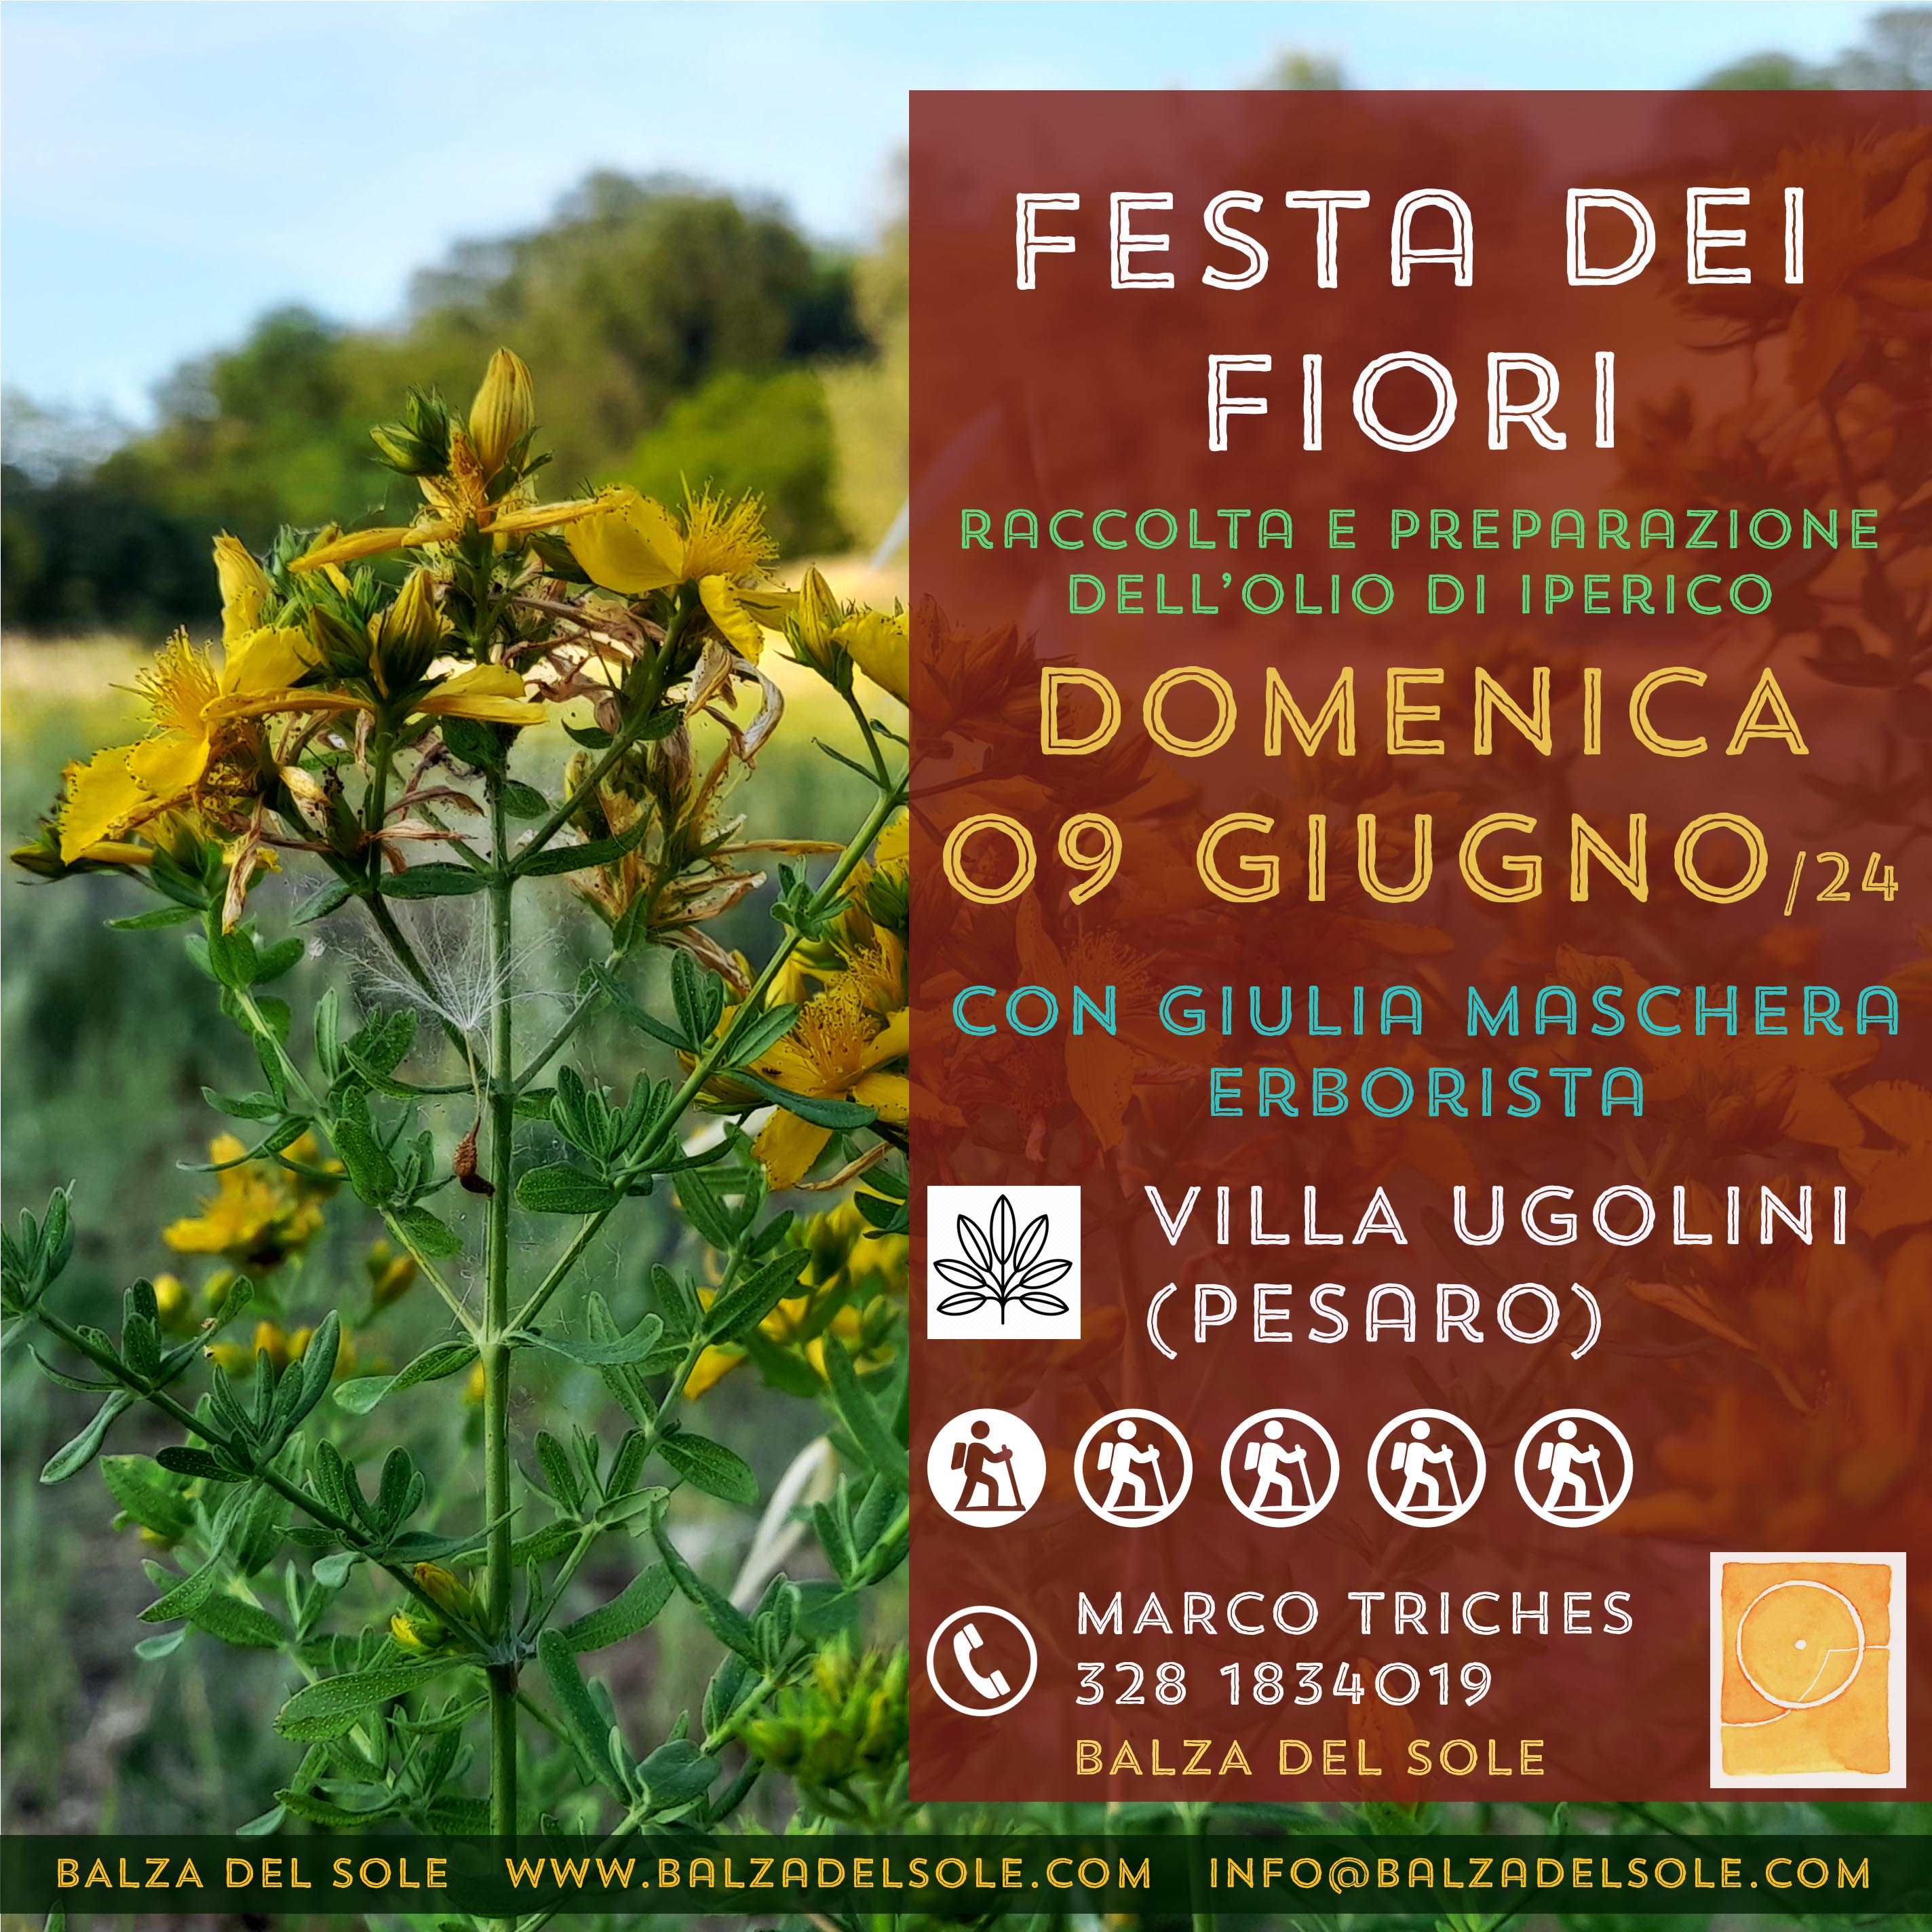 FESTA DEI
FIORI
RACCOLTA E PREPARAZIONE
DELL'OLIO DI IPERICO
DOMENICA
09 GIUGNO/24
CON GIULIA MASCHERA
ERBORISTA
VILLA UGOLINI
(PESARO)
MARCO TRICHES
328 1834019
BALZA DEL SOLE
BALZA DEL SOLE WWW.BALZADELSOLE.COM INFO@BALZADELSOLE.COM